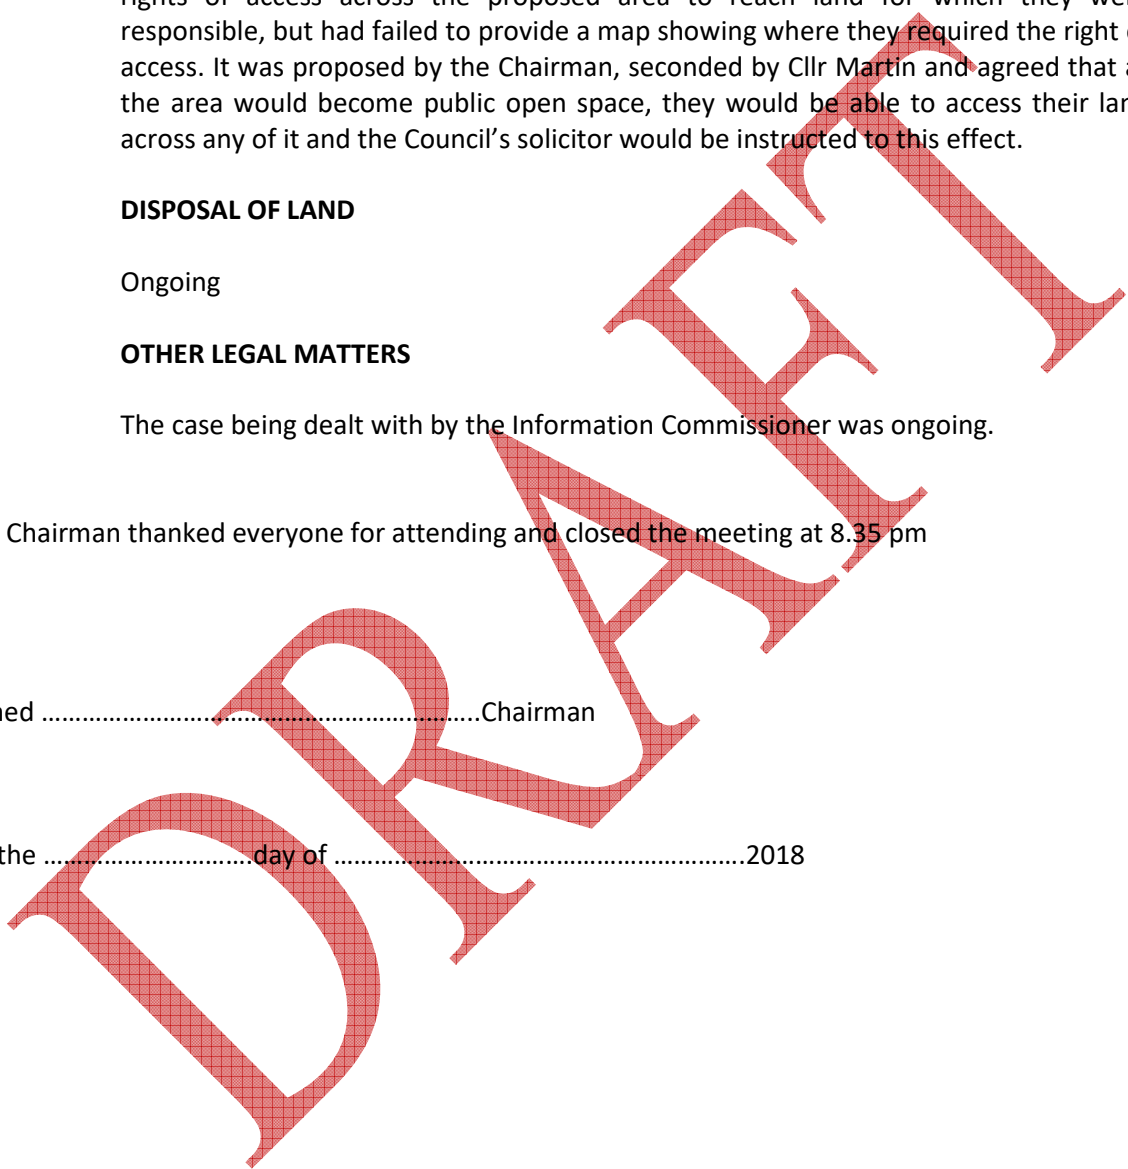 rights of access across the proposed area to reach land for which they
responsible, but had failed to provide a map showing where they required the right
access. It was proposed by the Chairman, seconded by Cllr Martin and agreed that
the area would become public open space, they would be able to access their
across any of it and the Council’s solicitor would be instructed to this effect.
DISPOSAL OF LAND
Ongoing
OTHER LEGAL MATTERS
The case being dealt with by the Information Commissioner was ongoing.
Chairman thanked everyone for attending and closed the meeting at 8.35 pm
………………………………………………………..Chairman
the ………………………….day of …………………………………………………….2018
DRAFT